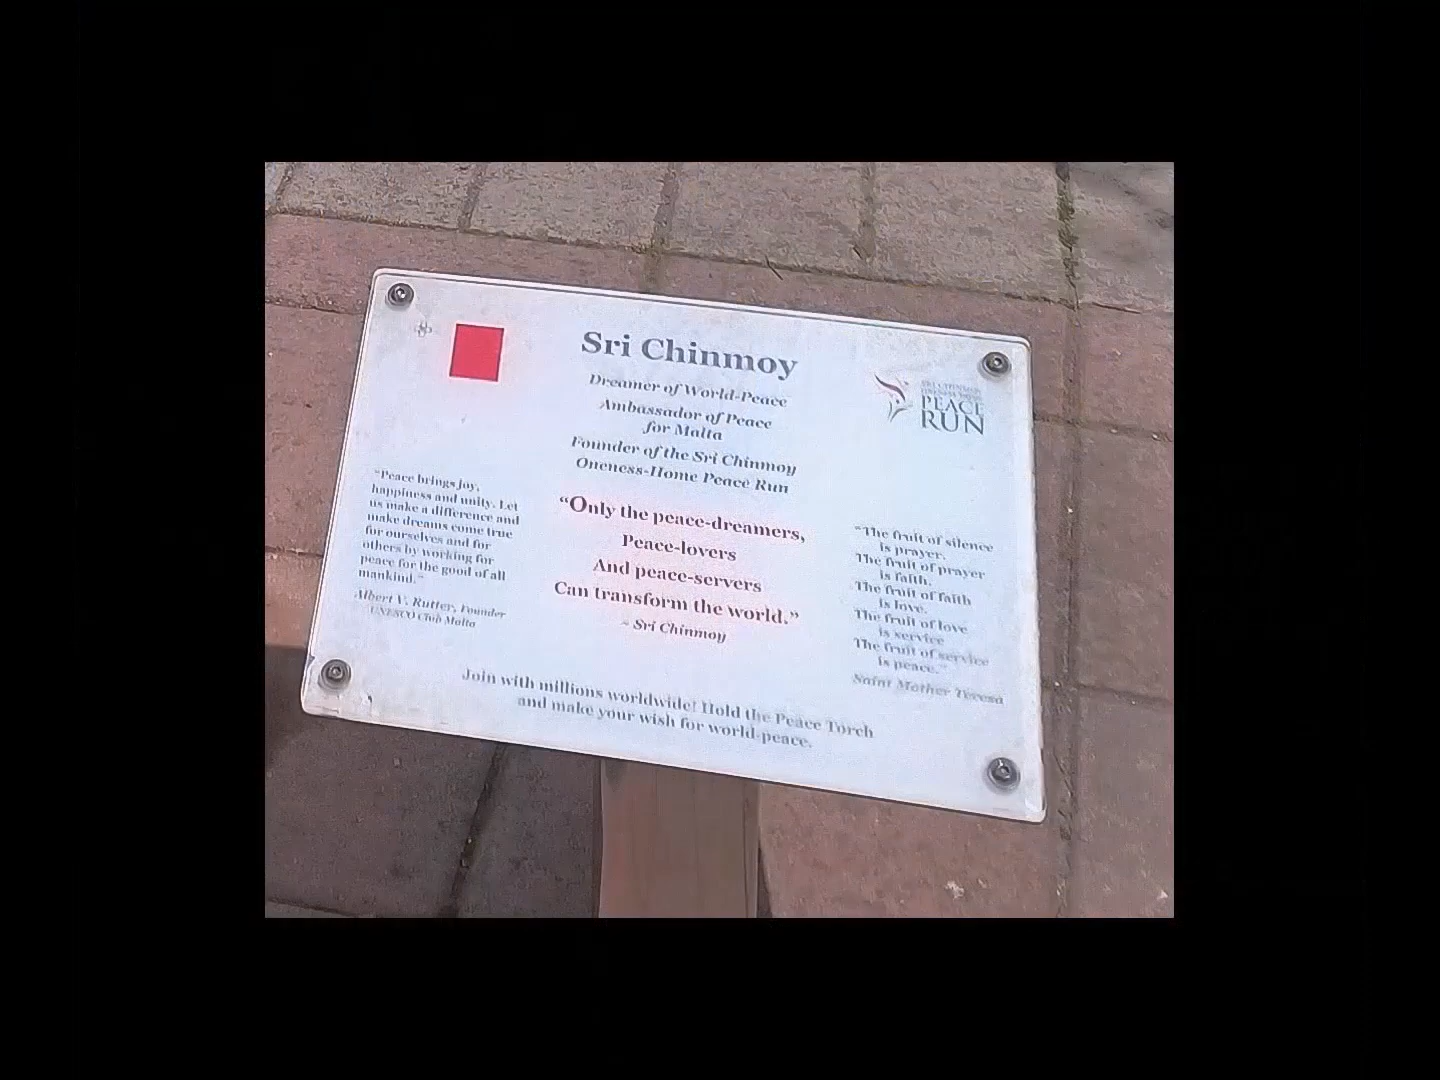 Sri Chinmoy
Dreamer of World-Peace
Ambassador of Peace
for Malta
Founder of the Sri Chinmoy
Oneness-Home Peace Run
SRI CHINMOY
ONENESS-HOME
PEACE
RUN
"Peace brings joy,
happiness and unity. Let
us make a difference and
make dreams come true
for ourselves and for
others by working for
peace for the good of all
mankind."
Albert V. Rutter, Founder
UNESCO Club Malta
"Only the peace-dreamers,
Peace-lovers
And peace-servers
Can transform the world."
~ Sri Chinmoy
"The fruit of silence
is prayer.
The fruit of prayer
is faith.
The fruit of faith
is love.
The fruit of love
is service
The fruit of service
is peace."
Saint Mother Teresa
Join with millions worldwide! Hold the Peace Torch
and make your wish for world-peace.